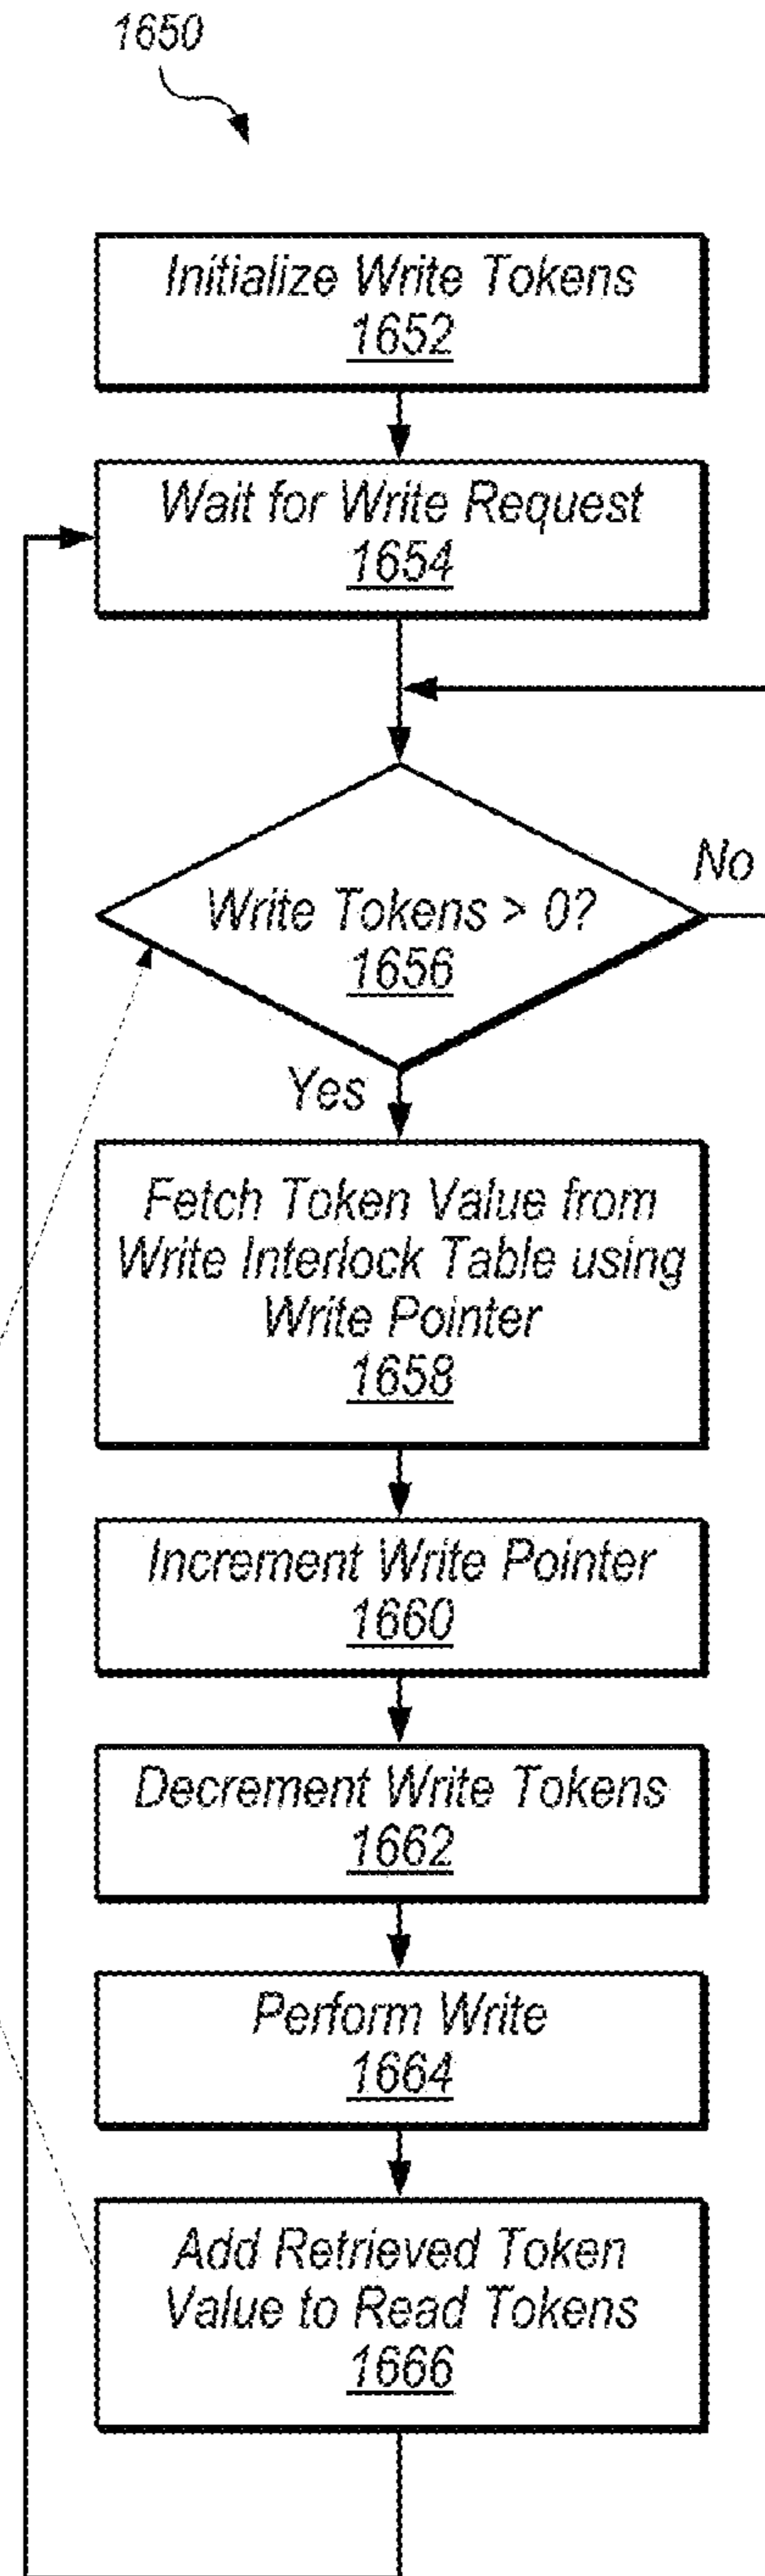 1650
Initialize Write Tokens
1652
Wait for Write Request
1654
Write Tokens > 0?
1656
No
Yes
Fetch Token Value from
Write Interlock Table using
Write Pointer
1658
Increment Write Pointer
1660
Decrement Write Tokens
1662
Perform Write
1664
Add Retrieved Token
Value to Read Tokens
1666